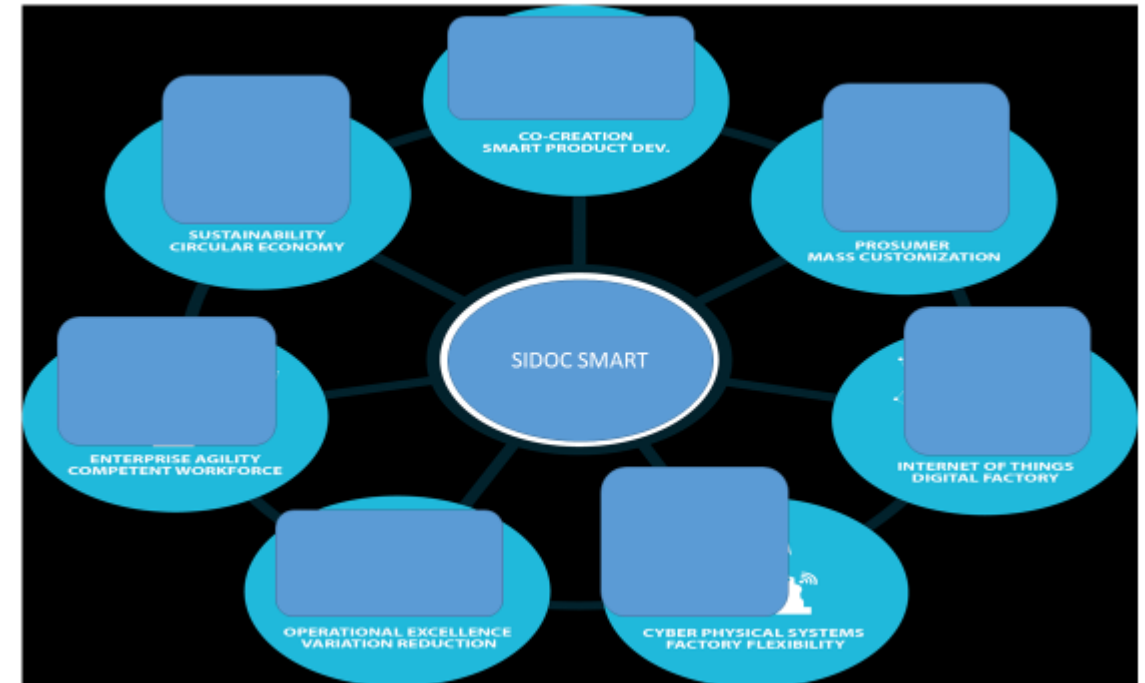 CO-CREATION
SMART PRODUCT DEV.
SUSTAINABILITY
CIRCULAR ECONOMY
PROSUMER
MASS CUSTOMIZATION
SIDOC SMART
ENTERPRISE AGILITY
COMPETENT WORKFORCE
INTERNET OF THINGS
DIGITAL FACTORY
OPERATIONAL EXCELLENCE
VARIATION REDUCTION
CYBER PHYSICAL SYSTEMS
FACTORY FLEXIBILITY